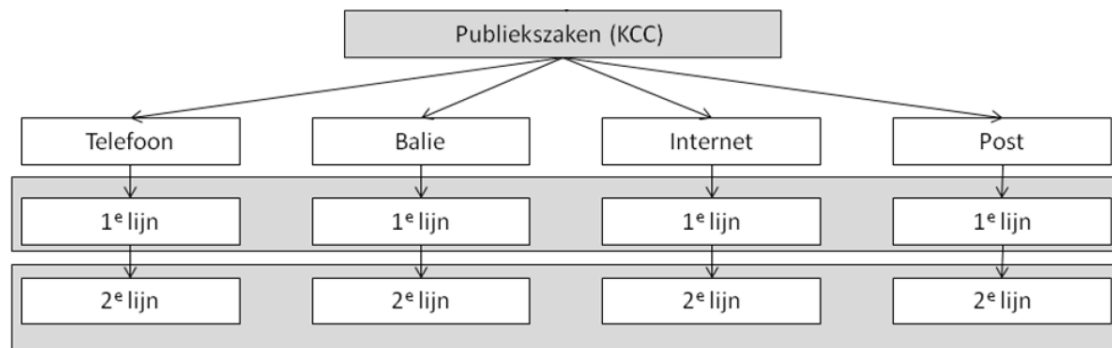 Publiekszaken (KCC)
Telefoon Balie Internet Post
1e lijn 1e lijn 1e lijn 1e lijn
2e lijn 2e lijn 2e lijn 2e lijn